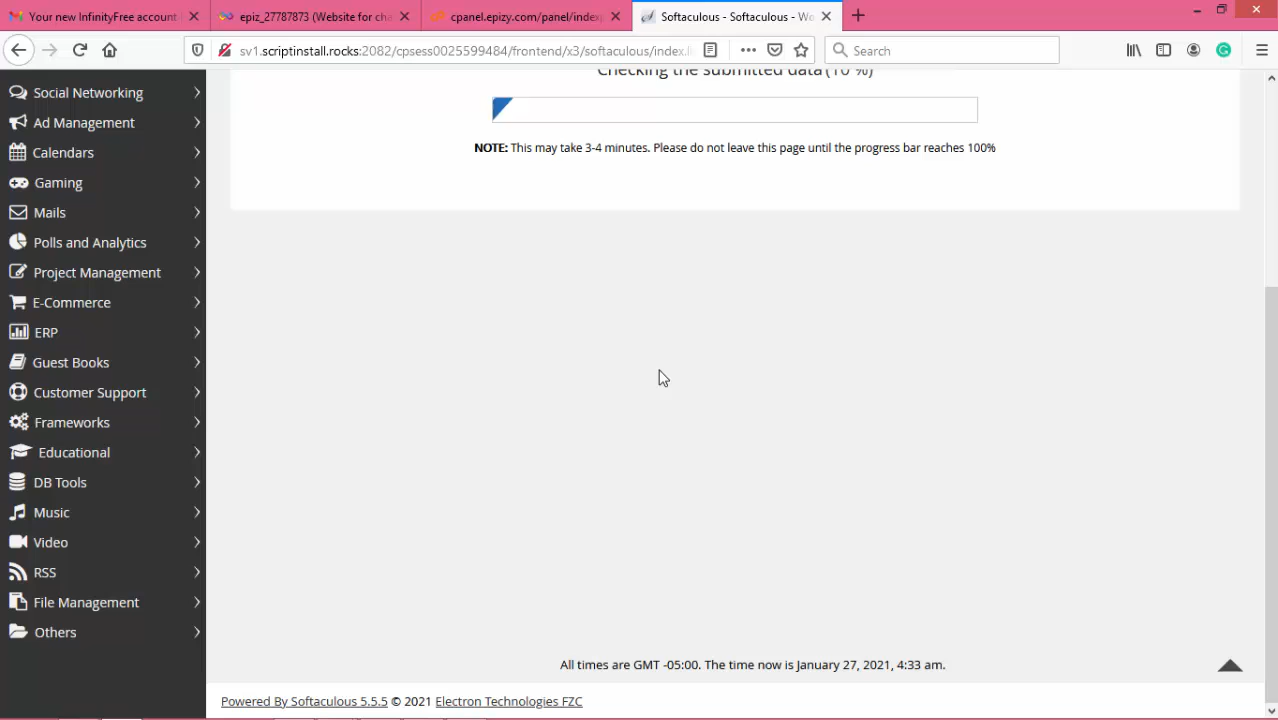 Your new InfinityFree account
epiz_27787873 (Website for cha
cpanel.epizy.com/panel/index
Softaculous - Softaculous - Wo
sv1.scriptinstall.rocks:2082/cpsess0025599484/frontend/x3/softaculous/index.l
Search
Social Networking
Ad Management
Calendars
Gaming
Mails
Polls and Analytics
Project Management
E-Commerce
ERP
Guest Books
Customer Support
Frameworks
Educational
DB Tools
Music
Video
RSS
File Management
Others
Checking the submitted data (10 %)
NOTE: This may take 3-4 minutes. Please do not leave this page until the progress bar reaches 100%
All times are GMT -05:00. The time now is January 27, 2021, 4:33 am.
Powered By Softaculous 5.5.5 © 2021 Electron Technologies FZC